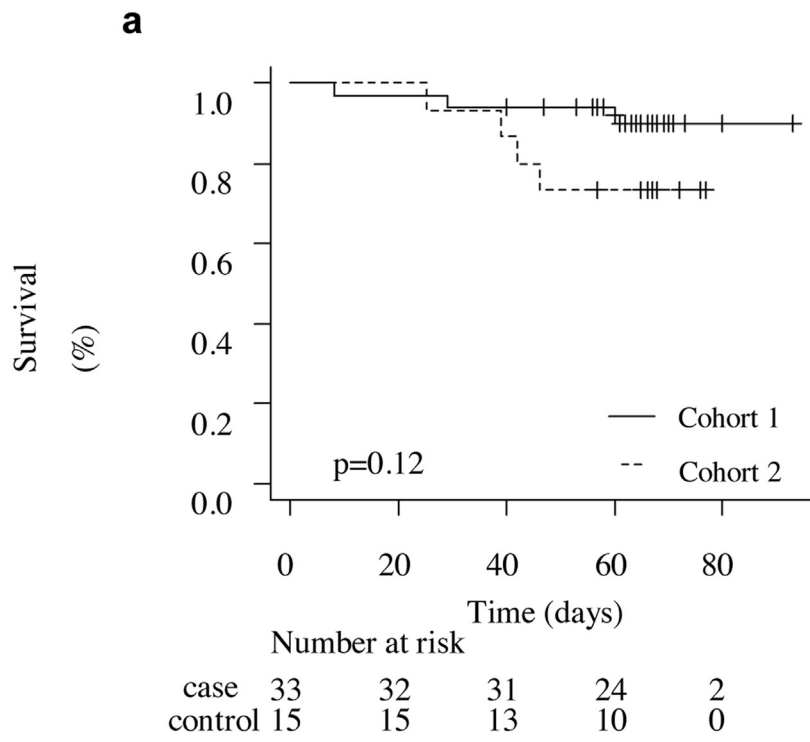 a
1.0
0.8
0.6
0.4
0.2
0.0
Survival
(%)
Cohort 1
Cohort 2
p=0.12
0 20 40 60 80
Time (days)
Number at risk
case 33 32 31 24 2
control 15 15 13 10 0